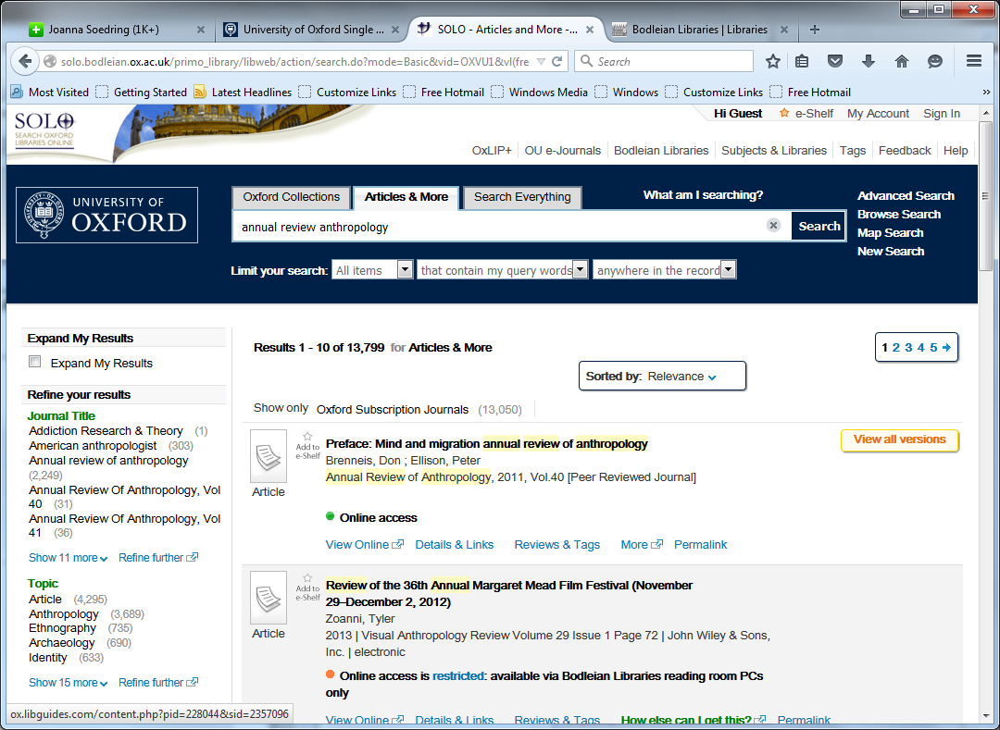 Joanna Soedring (1K+)
University of Oxford Single ...
SOLO - Articles and More -...
Bodleian Libraries | Libraries
solo.bodleian.ox.ac.uk/primo_library/libweb/action/search.do?mode=Basic&vid=OXVU1&vl(fre
Search
Most Visited
Getting Started
Latest Headlines
Customize Links
Free Hotmail
Windows Media
Windows
Customize Links
Free Hotmail
SOLO
SEARCH OXFORD
LIBRARIES ONLINE
Hi Guest
e-Shelf
My Account
Sign In
OxLIP+
OU e-Journals
Bodleian Libraries
Subjects & Libraries
Tags
Feedback
Help
UNIVERSITY OF
OXFORD
Oxford Collections
Articles & More
Search Everything
What am I searching?
annual review anthropology
Search
Advanced Search
Browse Search
Map Search
New Search
Limit your search:
All items
that contain my query words
anywhere in the record
Expand My Results
Expand My Results
Refine your results
Journal Title
Addiction Research & Theory (1)
American anthropologist (303)
Annual review of anthropology
(2,249)
Annual Review Of Anthropology, Vol
40 (31)
Annual Review Of Anthropology, Vol
41 (36)
Show 11 more
Refine further
Topic
Article (4,295)
Anthropology (3,689)
Ethnography (735)
Archaeology (690)
Identity (633)
Show 15 more
Refine further
Results 1 - 10 of 13,799 for Articles & More
1 2 3 4 5
Sorted by: Relevance
Show only Oxford Subscription Journals (13,050)
Article
Add to
e-Shelf
Preface: Mind and migration annual review of anthropology
Brenneis, Don ; Ellison, Peter
Annual Review of Anthropology, 2011, Vol.40 [Peer Reviewed Journal]
View all versions
Online access
View Online
Details & Links
Reviews & Tags
More
Permalink
Article
Add to
e-Shelf
Review of the 36th Annual Margaret Mead Film Festival (November
29–December 2, 2012)
Zoanni, Tyler
2013 | Visual Anthropology Review Volume 29 Issue 1 Page 72 | John Wiley & Sons,
Inc. | electronic
Online access is restricted: available via Bodleian Libraries reading room PCs
only
View Online
Details & Links
Reviews & Tags
How else can I get this?
Permalink
ox.libguides.com/content.php?pid=228044&sid=2357096